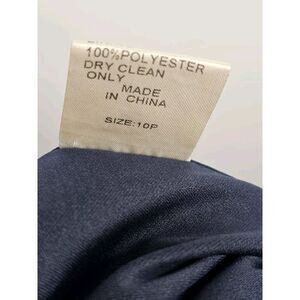 100%POLYESTER
DRY CLEAN
ONLY
MADE
IN CHINA
SIZE:10P